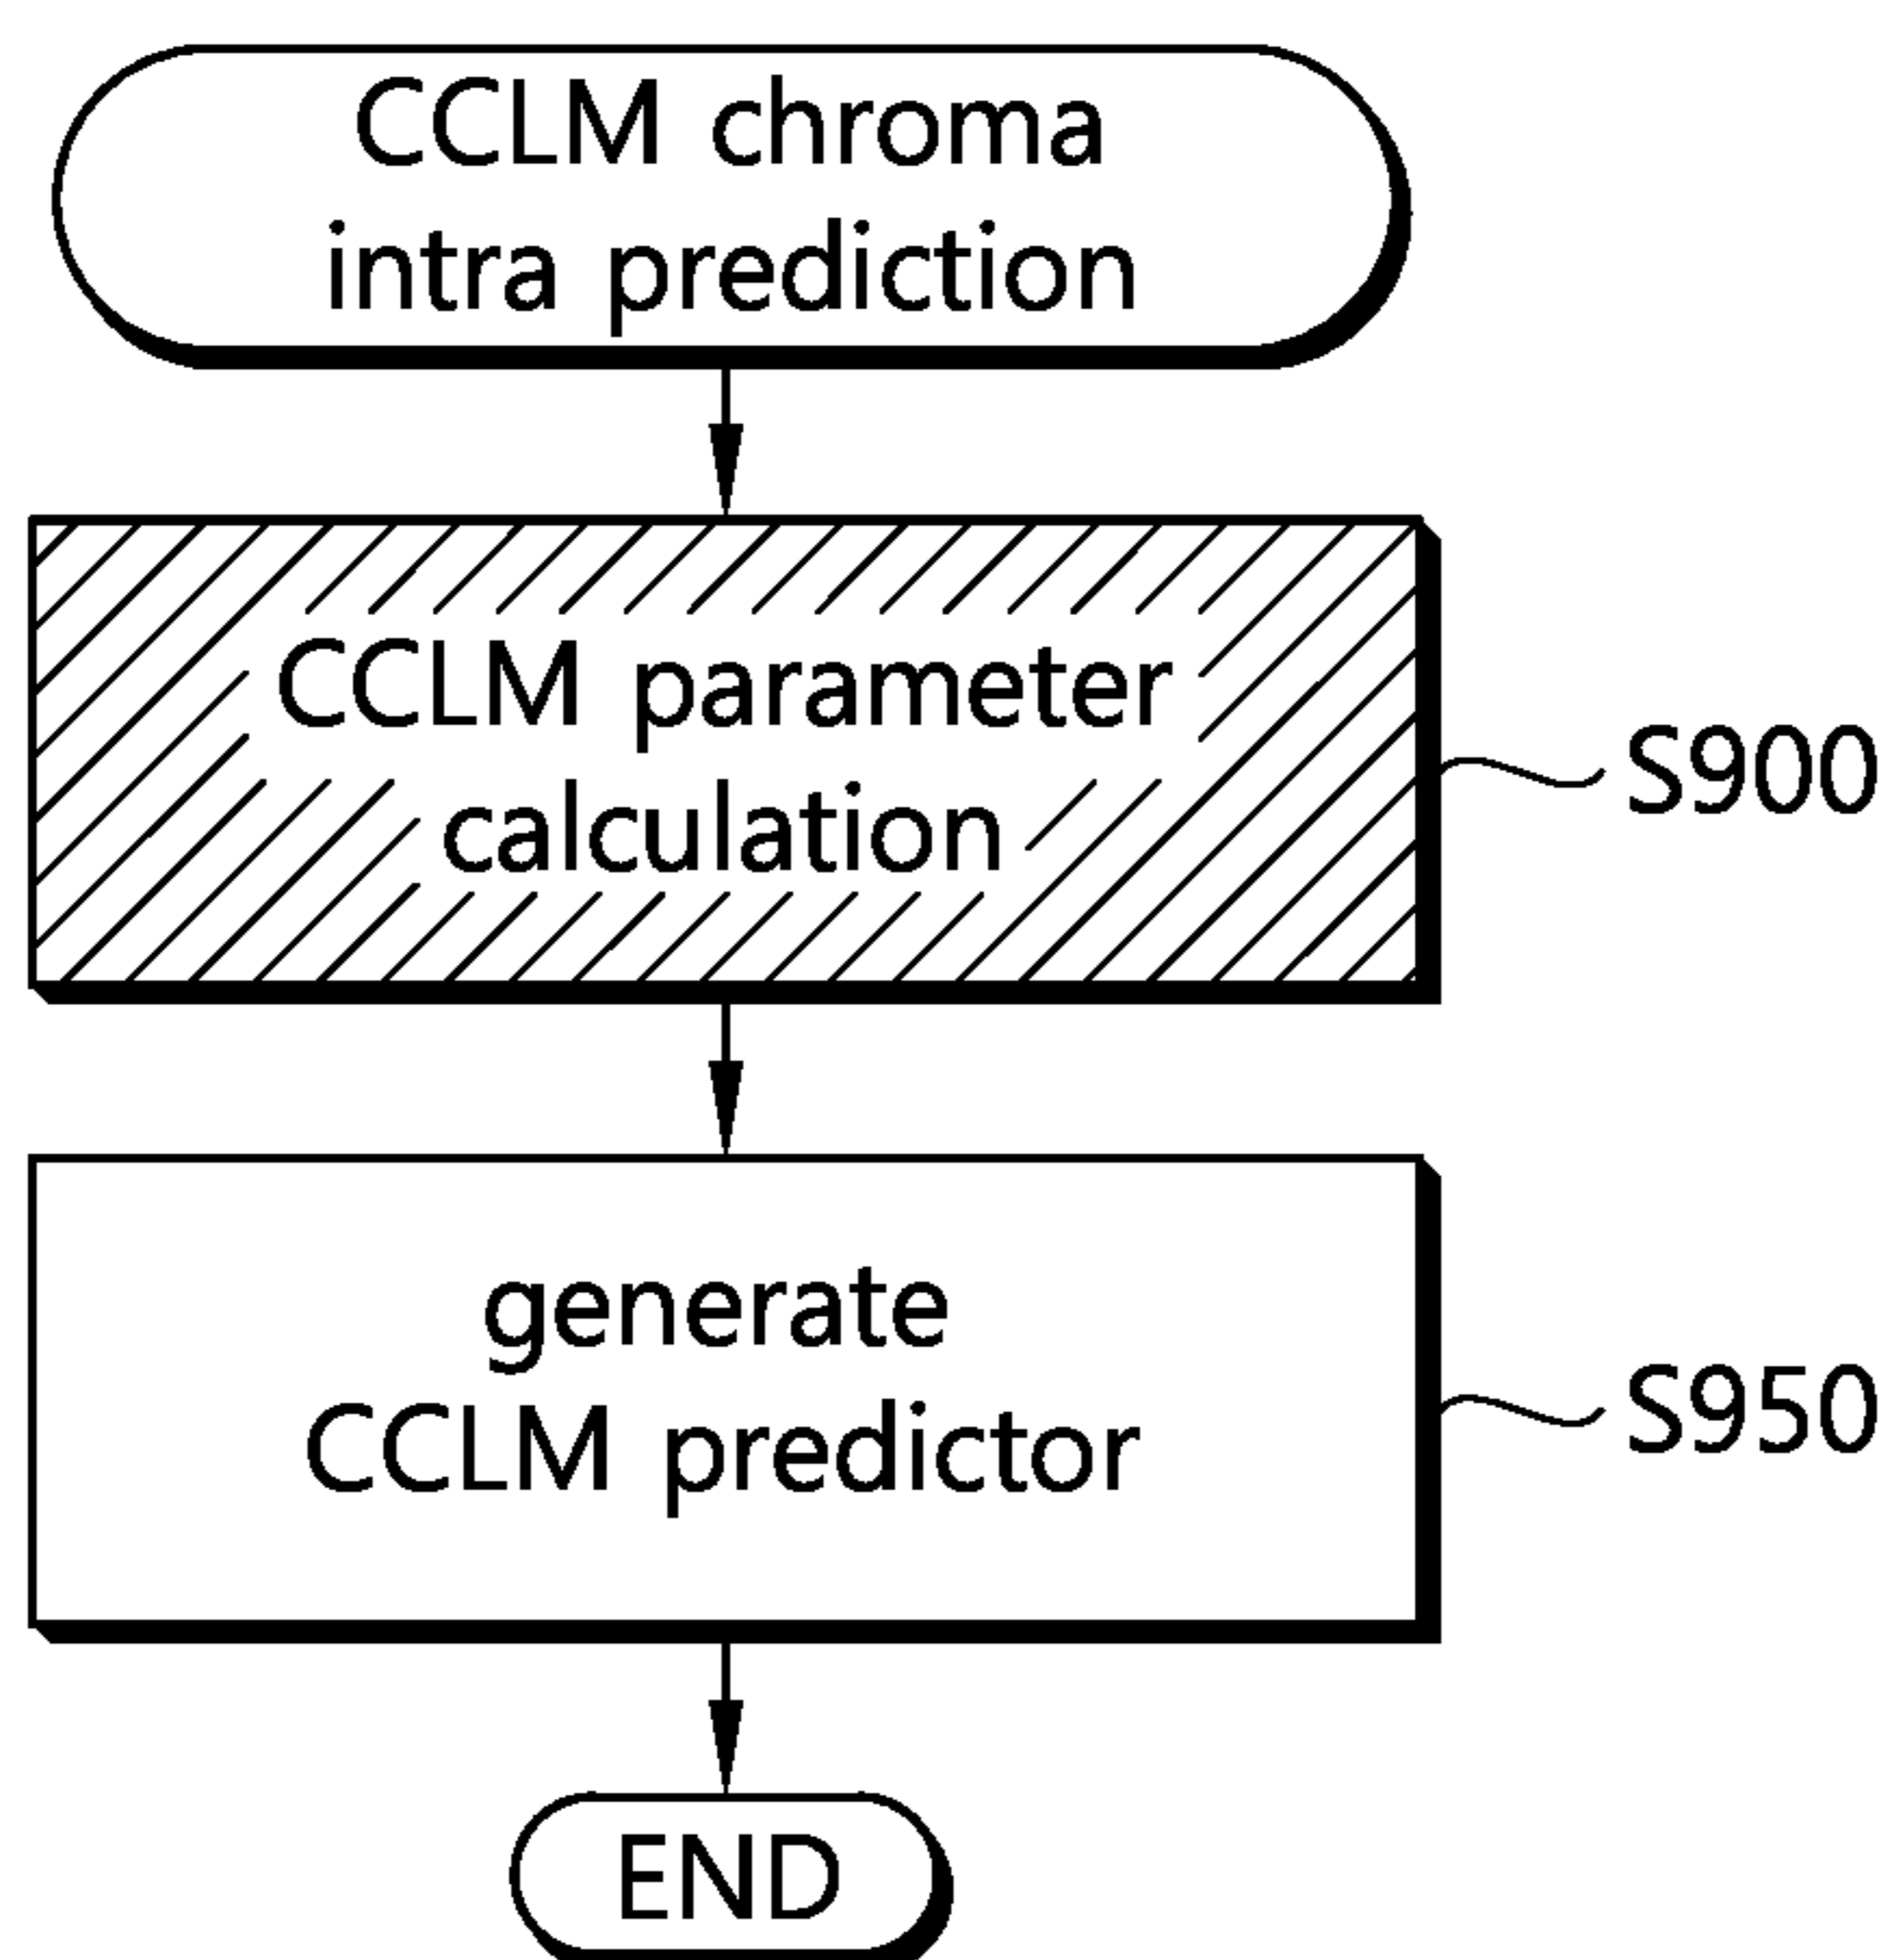 CCLM chroma
intra prediction
CCLM parameter
calculation
S900
generate
CCLM predictor
S950
END